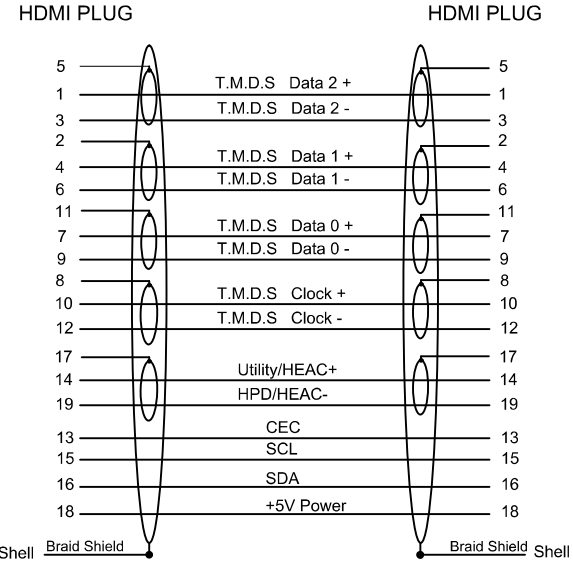 HDMI PLUG HDMI PLUG
5 5
T.M.D.S Data 2 +
1 1
T.M.D.S Data 2 -
3 3
2 2
T.M.D.S Data 1 +
4 4
T.M.D.S Data 1 -
6 6
11 11
T.M.D.S Data 0 +
7 7
T.M.D.S Data 0 -
9 9
8 8
T.M.D.S Clock +
10 10
T.M.D.S Clock -
12 12
17 17
Utility/HEAC+
14 14
HPD/HEAC-
19 19
CEC
13 13
SCL
15 15
SDA
16 16
+5V Power
18 18
Shell Braid Shield Braid Shield Shell